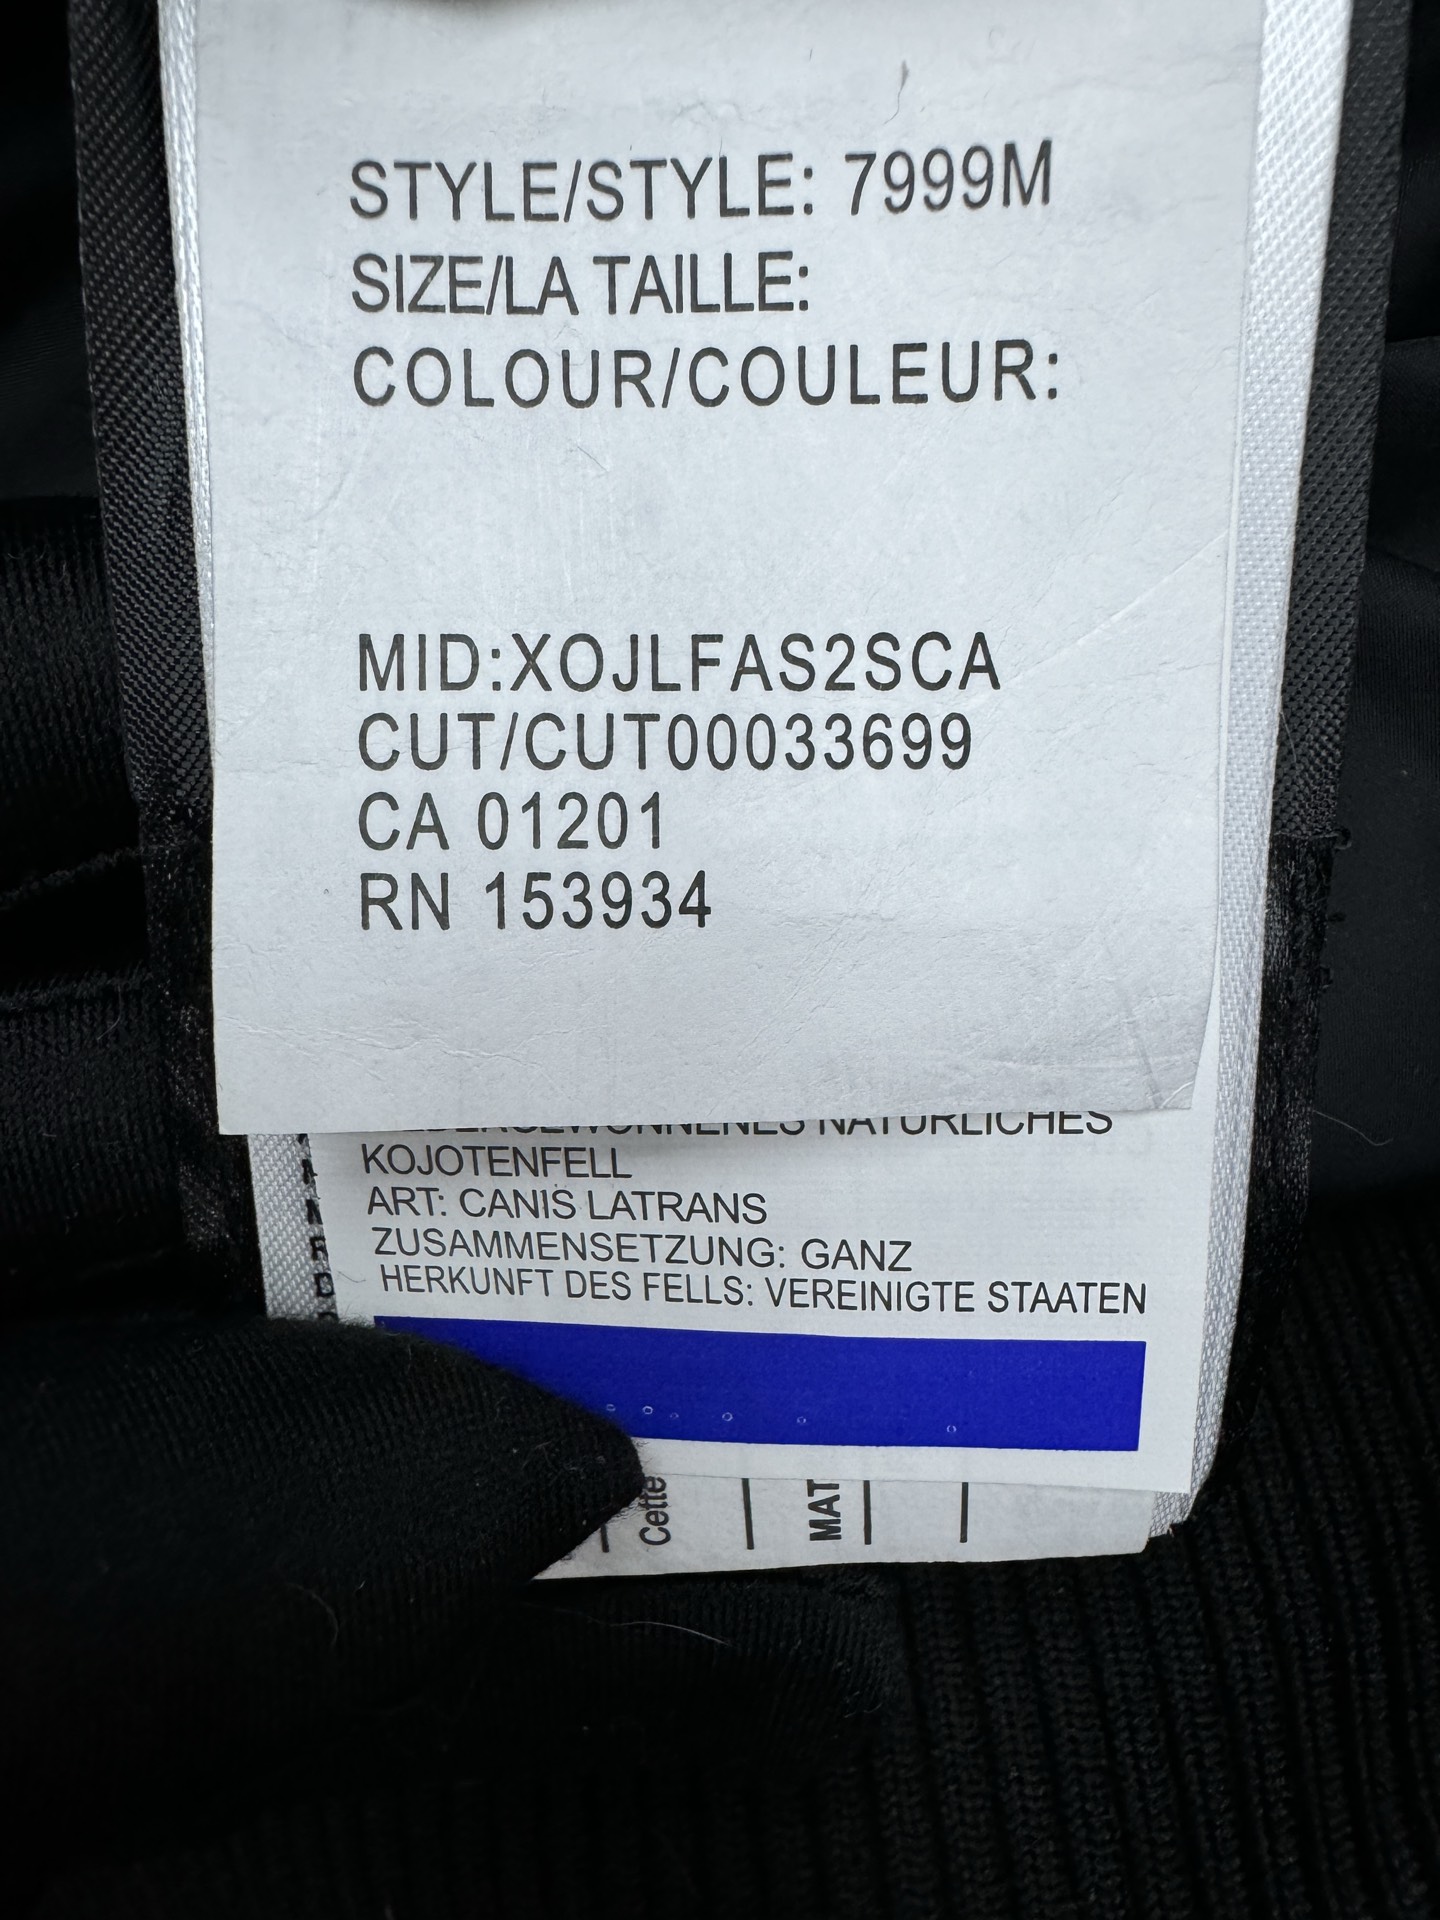 STYLE/STYLE: 7999M
SIZE/LA TAILLE:
COLOUR/COULEUR:
MID:XOJLFAS2SCA
CUT/CUT00033699
CA 01201
RN 153934
NATÜRLICHES
KOJOTENFELL
ART: CANIS LATRANS
ZUSAMMENSETZUNG: GANZ
HERKUNFT DES FELLS: VEREINIGTE STAATEN
Cette
MAT